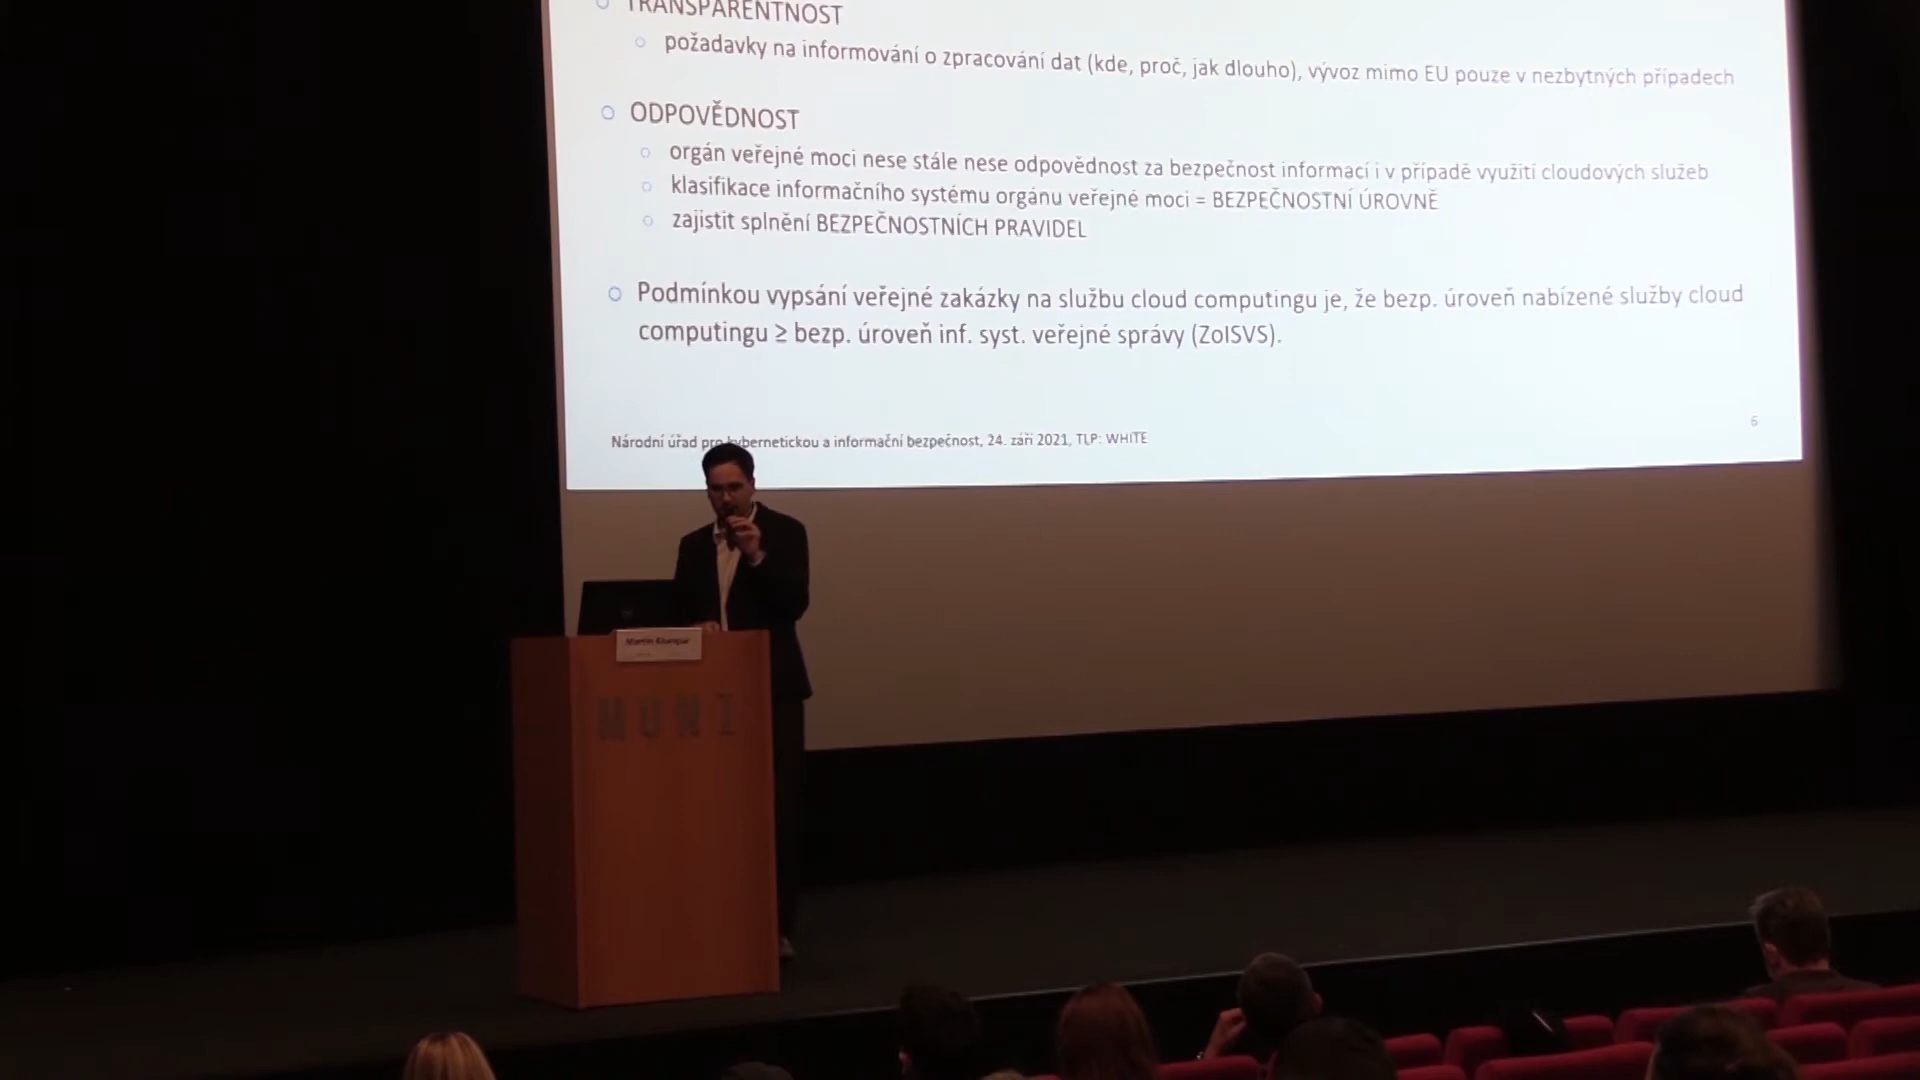 TRANSPARENTNOST
požadavky na informování o zpracování dat (kde, proč, jak dlouho), vývoz mimo EU pouze v nezbytných případech
ODPOVĚDNOST
orgán veřejné moci nese stále nese odpovědnost za bezpečnost informací i v případě využití cloudových služeb
klasifikace informačního systému orgánu veřejné moci = BEZPEČNOSTNÍ ÚROVNĚ
zajistit splnění BEZPEČNOSTNÍCH PRAVIDEL
Podmínkou vypsání veřejné zakázky na službu cloud computingu je, že bezp. úroveň nabízené služby cloud
computingu ≥ bezp. úroveň inf. syst. veřejné správy (ZoISVS).
6
Národní úřad pro kybernetickou a informační bezpečnost, 24. září 2021, TLP: WHITE
Martin
MUNI